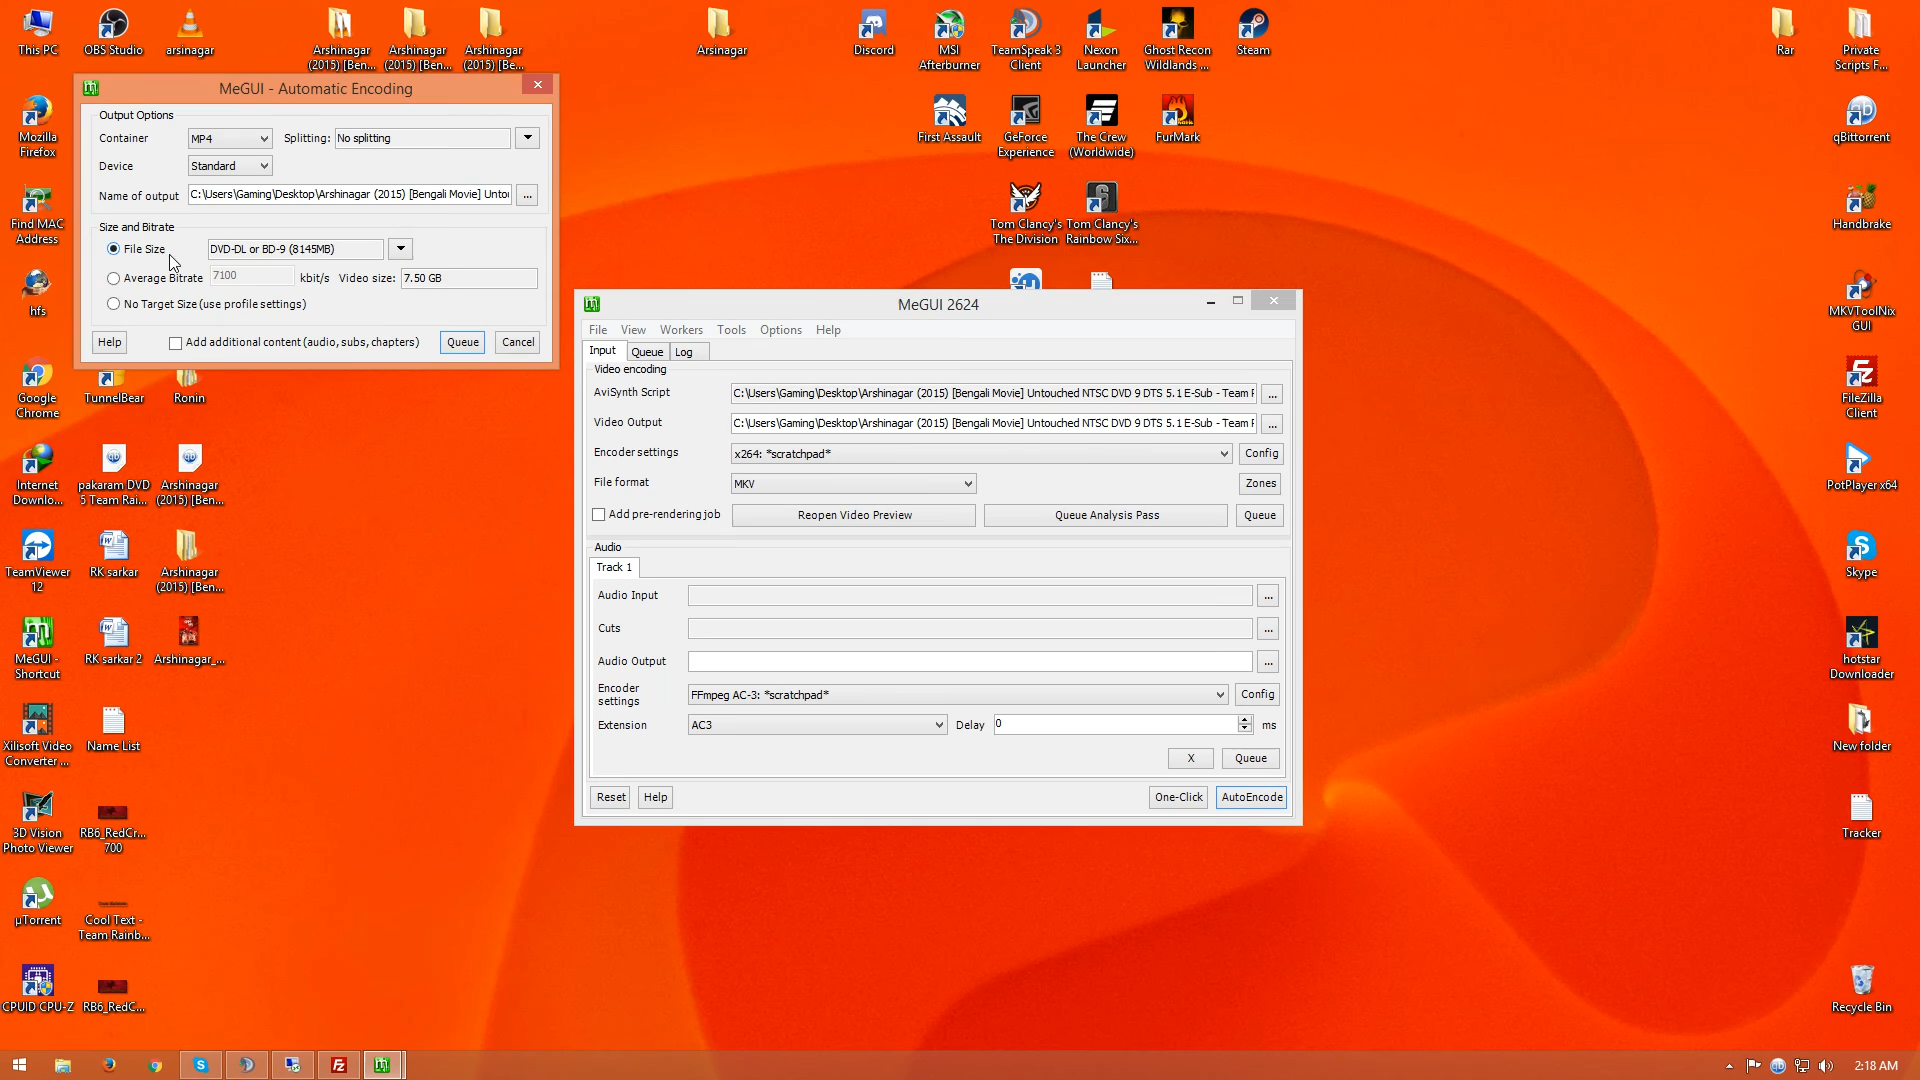 This PC
OBS Studio
arsinagar
Arshinagar
(2015) [Ben...
Arshinagar
(2015) [Ben...
Arshinagar
(2015) [Be...
Arsinagar
Discord
MSI
Afterburner
TeamSpeak 3
Client
Nexon
Launcher
Ghost Recon
Wildlands ...
Steam
Rar
Private
Scripts F...
Mozilla
Firefox
First Assault
GeForce
Experience
The Crew
(Worldwide)
FurMark
qBittorrent
Find MAC
Address
Tom Clancy's
The Division
Tom Clancy's
Rainbow Six...
Handbrake
hfs
MKVToolNix
GUI
Google
Chrome
TunnelBear
Ronin
FileZilla
Client
Internet
Downlo...
pakaram DVD
5 Team Rai...
Arshinagar
(2015) [Ben...
PotPlayer x64
TeamViewer
12
RK sarkar
Arshinagar
(2015) [Ben...
Skype
MeGUI -
Shortcut
RK sarkar 2
Arshinagar_...
hotstar
Downloader
Xilisoft Video
Converter ...
Name List
New folder
3D Vision
Photo Viewer
RB6_RedCr...
700
Tracker
µTorrent
Cool Text -
Team Rainb...
CPUID CPU-Z
RB6_RedC...
Recycle Bin
MeGUI - Automatic Encoding
Output Options
Container
MP4
Splitting:
No splitting
Device
Standard
Name of output
C:\Users\Gaming\Desktop\Arshinagar (2015) [Bengali Movie] Untou
...
Size and Bitrate
File Size
DVD-DL or BD-9 (8145MB)
Average Bitrate
7100
kbit/s
Video size:
7.50 GB
No Target Size (use profile settings)
Help
Add additional content (audio, subs, chapters)
Queue
Cancel
MeGUI 2624
File View Workers Tools Options Help
Input Queue Log
Video encoding
AviSynth Script
C:\Users\Gaming\Desktop\Arshinagar (2015) [Bengali Movie] Untouched NTSC DVD 9 DTS 5.1 E-Sub - Team F
...
Video Output
C:\Users\Gaming\Desktop\Arshinagar (2015) [Bengali Movie] Untouched NTSC DVD 9 DTS 5.1 E-Sub - Team F
...
Encoder settings
x264: *scratchpad*
Config
File format
MKV
Zones
Add pre-rendering job
Reopen Video Preview
Queue Analysis Pass
Queue
Audio
Track 1
Audio Input
...
Cuts
...
Audio Output
...
Encoder
settings
FFmpeg AC-3: *scratchpad*
Config
Extension
AC3
Delay
0
ms
X
Queue
Reset
Help
One-Click
AutoEncode
2:18 AM